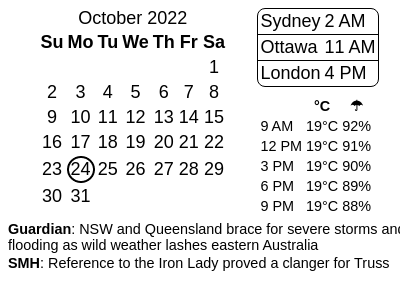 October 2022
Su Mo Tu We Th Fr Sa
1
2 3 4 5 6 7 8
9 10 11 12 13 14 15
16 17 18 19 20 21 22
23 24 25 26 27 28 29
30 31
Sydney 2 AM
Ottawa 11 AM
London 4 PM
°C ☂
9 AM 19°C 92%
12 PM 19°C 91%
3 PM 19°C 90%
6 PM 19°C 89%
9 PM 19°C 88%
Guardian: NSW and Queensland brace for severe storms and
flooding as wild weather lashes eastern Australia
SMH: Reference to the Iron Lady proved a clanger for Truss